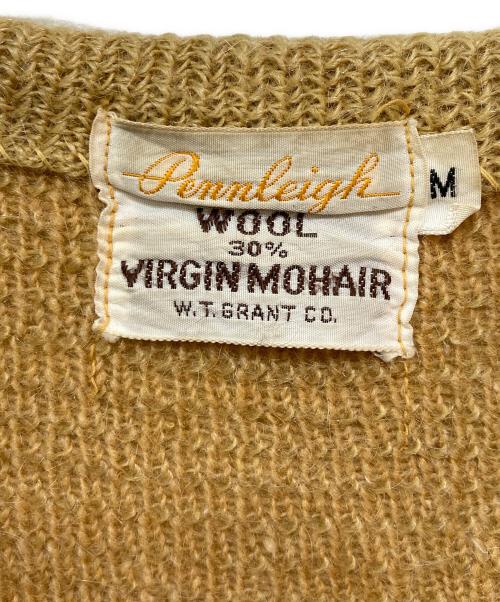 Pennleigh
M
WOOL
30%
VIRGIN MOHAIR
W.T. GRANT CO.